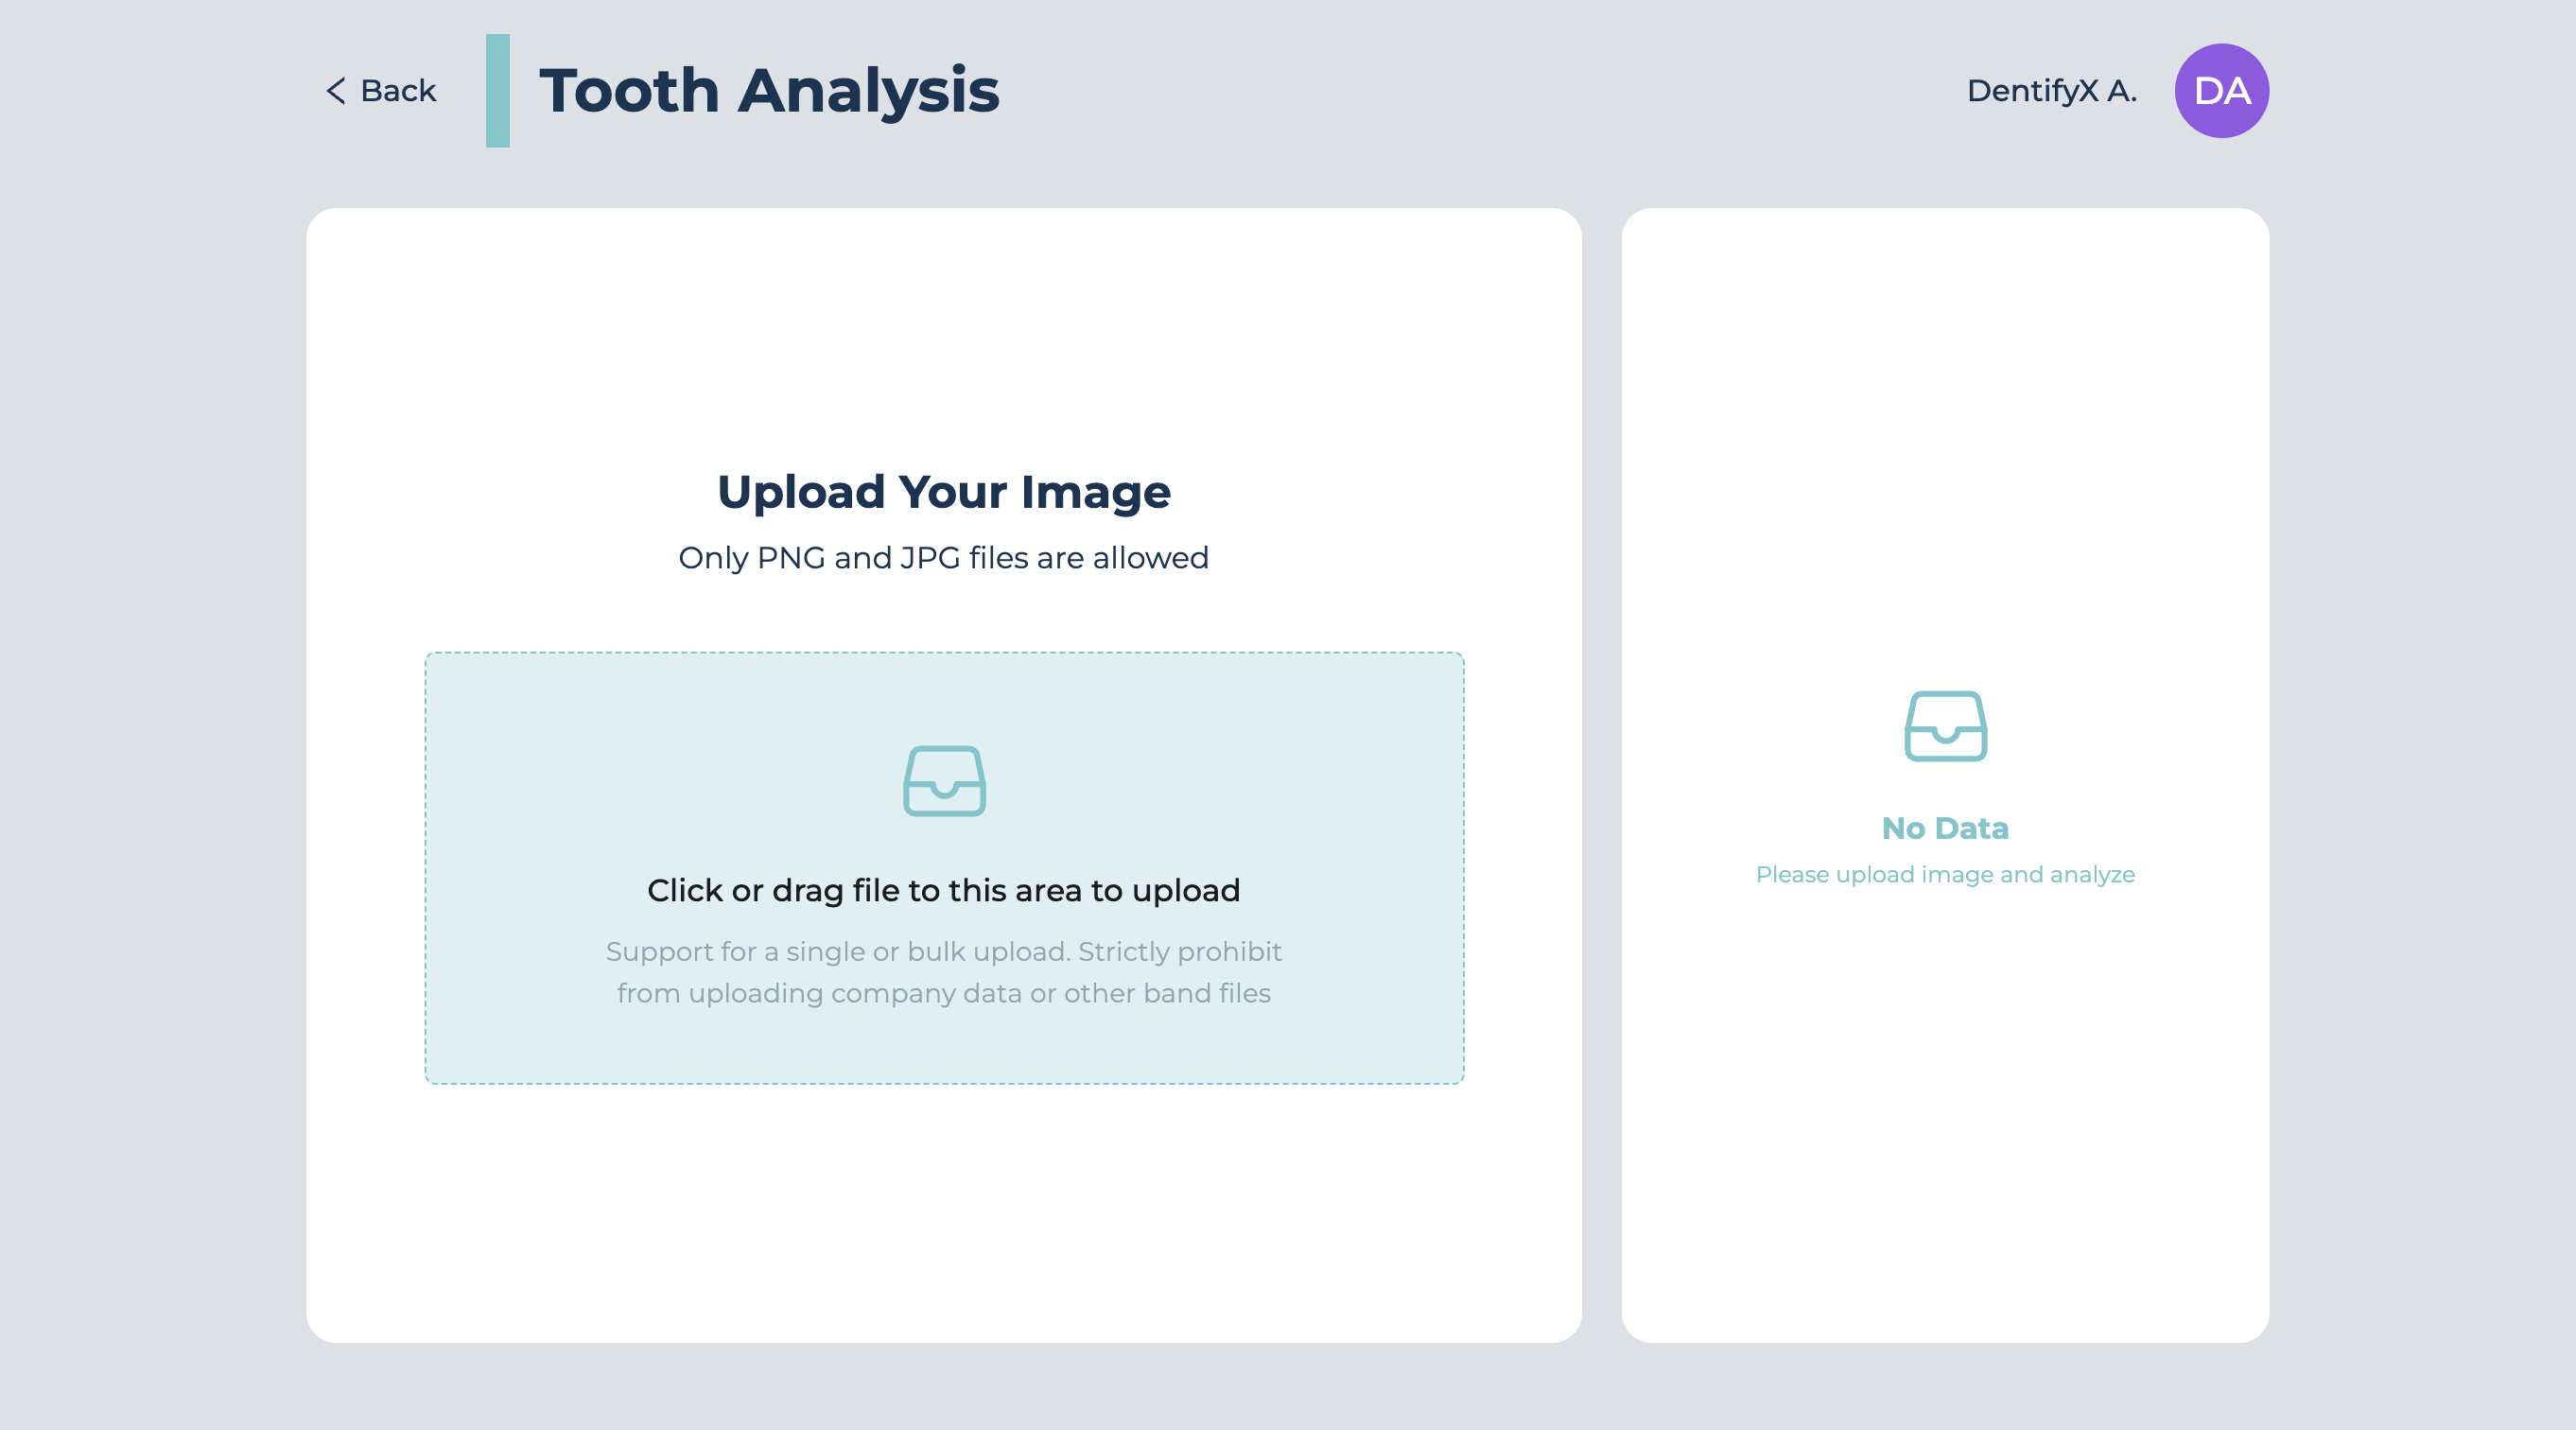 Back
Tooth Analysis
DentifyX A.
DA
Upload Your Image
Only PNG and JPG files are allowed
Click or drag file to this area to upload
Support for a single or bulk upload. Strictly prohibit
from uploading company data or other band files
No Data
Please upload image and analyze